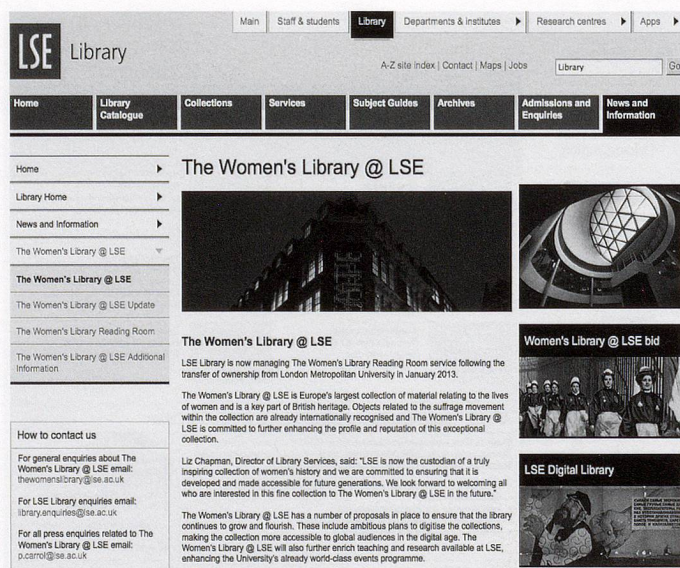 Main
Staff & students
Library
Departments & institutes
Research centres
Apps
LSE
Library
A-Z site index | Contact | Maps | Jobs
Library
Go
Home
Library
Catalogue
Collections
Services
Subject Guides
Archives
Admissions and
Enquiries
News and
Information
Home
Library Home
News and Information
The Women's Library @ LSE
The Women's Library @ LSE
The Women's Library @ LSE Update
The Women's Library Reading Room
The Women's Library @ LSE Additional
Information
How to contact us
For general enquiries about The
Women's Library @ LSE email:
thewomenslibrary@lse.ac.uk
For LSE Library enquiries email:
library.enquiries@lse.ac.uk
For all press enquiries related to The
Women's Library @ LSE email:
p.carrol@lse.ac.uk
The Women's Library @ LSE
The Women's Library @ LSE
LSE Library is now managing The Women's Library Reading Room service following the
transfer of ownership from London Metropolitan University in January 2013.
The Women's Library @ LSE is Europe's largest collection of material relating to the lives
of women and is a key part of British heritage. Objects related to the suffrage movement
within the collection are already internationally recognised and The Women's Library @
LSE is committed to further enhancing the profile and reputation of this exceptional
collection.
Liz Chapman, Director of Library Services, said: "LSE is now the custodian of a truly
inspiring collection of women's history and we are committed to ensuring that it is
developed and made accessible for future generations. We look forward to welcoming all
who are interested in this fine collection to The Women's Library @ LSE in the future."
The Women's Library @ LSE has a number of proposals in place to ensure that the library
continues to grow and flourish. These include ambitious plans to digitise the collections,
making the collection more accessible to global audiences in the digital age. The
Women's Library @ LSE will also further enrich teaching and research available at LSE,
enhancing the University's already world-class events programme.
Women's Library @ LSE bid
LSE Digital Library